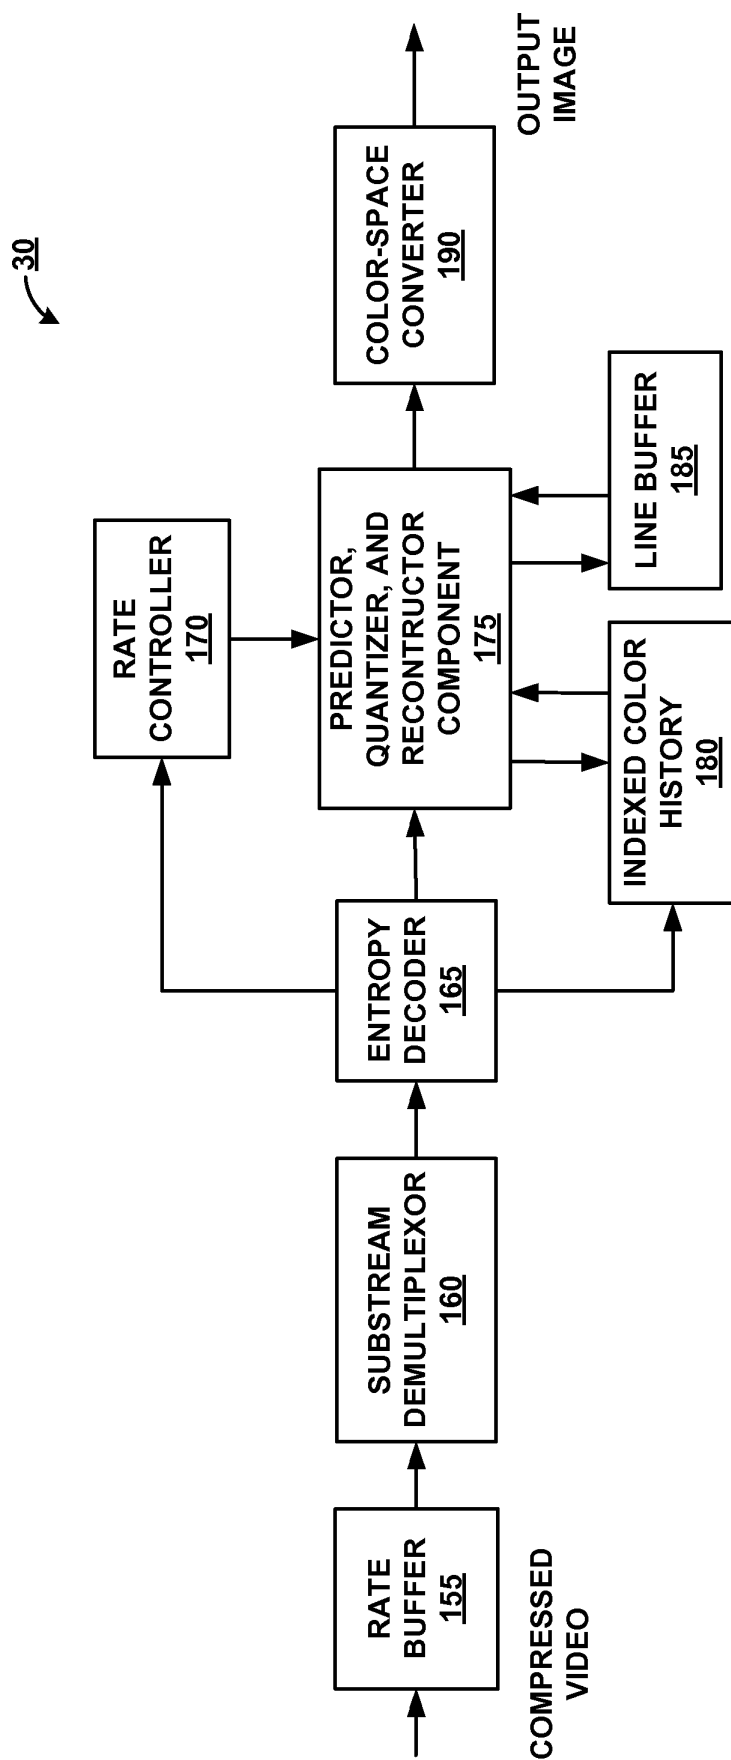 30
RATE
CONTROLLER
170
COMPRESSED
VIDEO
RATE
BUFFER
155
SUBSTREAM
DEMULTIPLEXOR
160
ENTROPY
DECODER
165
PREDICTOR,
QUANTIZER, AND
RECONTRUCTOR
COMPONENT
175
COLOR-SPACE
CONVERTER
190
OUTPUT
IMAGE
INDEXED COLOR
HISTORY
180
LINE BUFFER
185